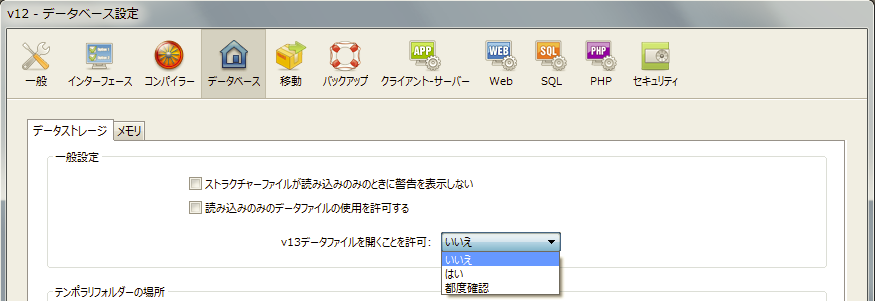 v12 - データベース設定
一般 インターフェース コンパイラー データベース 移動 バックアップ クライアント-サーバー Web SQL PHP セキュリティ
APP WEB SQL PHP
データストレージ メモリ
一般設定
ストラクチャーファイルが読み込みのみのときに警告を表示しない
読み込みのみのデータファイルの使用を許可する
v13データファイルを開くことを許可: いいえ
いいえ
はい
都度確認
テンポラリフォルダーの場所